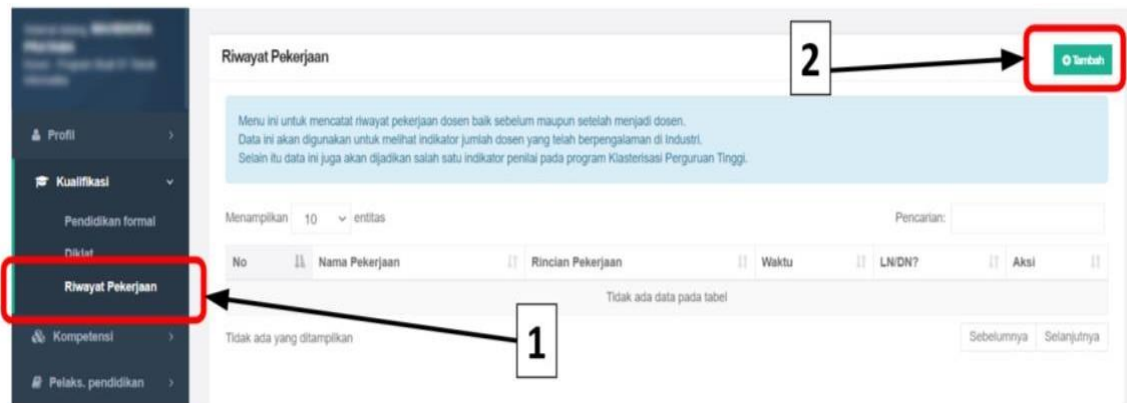 Riwayat Pekerjaan
2
Tambah
Menu ini untuk mencatat riwayat pekerjaan dosen baik sebelum maupun setelah menjadi dosen.
Data ini akan digunakan untuk melihat indikator jumlah dosen yang telah berpengalaman di Industri.
Selain itu data ini juga akan dijadikan salah satu indikator penilai pada program Klasterisasi Perguruan Tinggi.
Profil
Kualifikasi
Pendidikan formal
Diklat
Riwayat Pekerjaan
Kompetensi
Pelaks. pendidikan
Menampilkan 10 entitas
Pencarian:
No Nama Pekerjaan Rincian Pekerjaan Waktu LN/DN? Aksi
Tidak ada data pada tabel
Tidak ada yang ditampilkan
Sebelumnya Selanjutnya
1